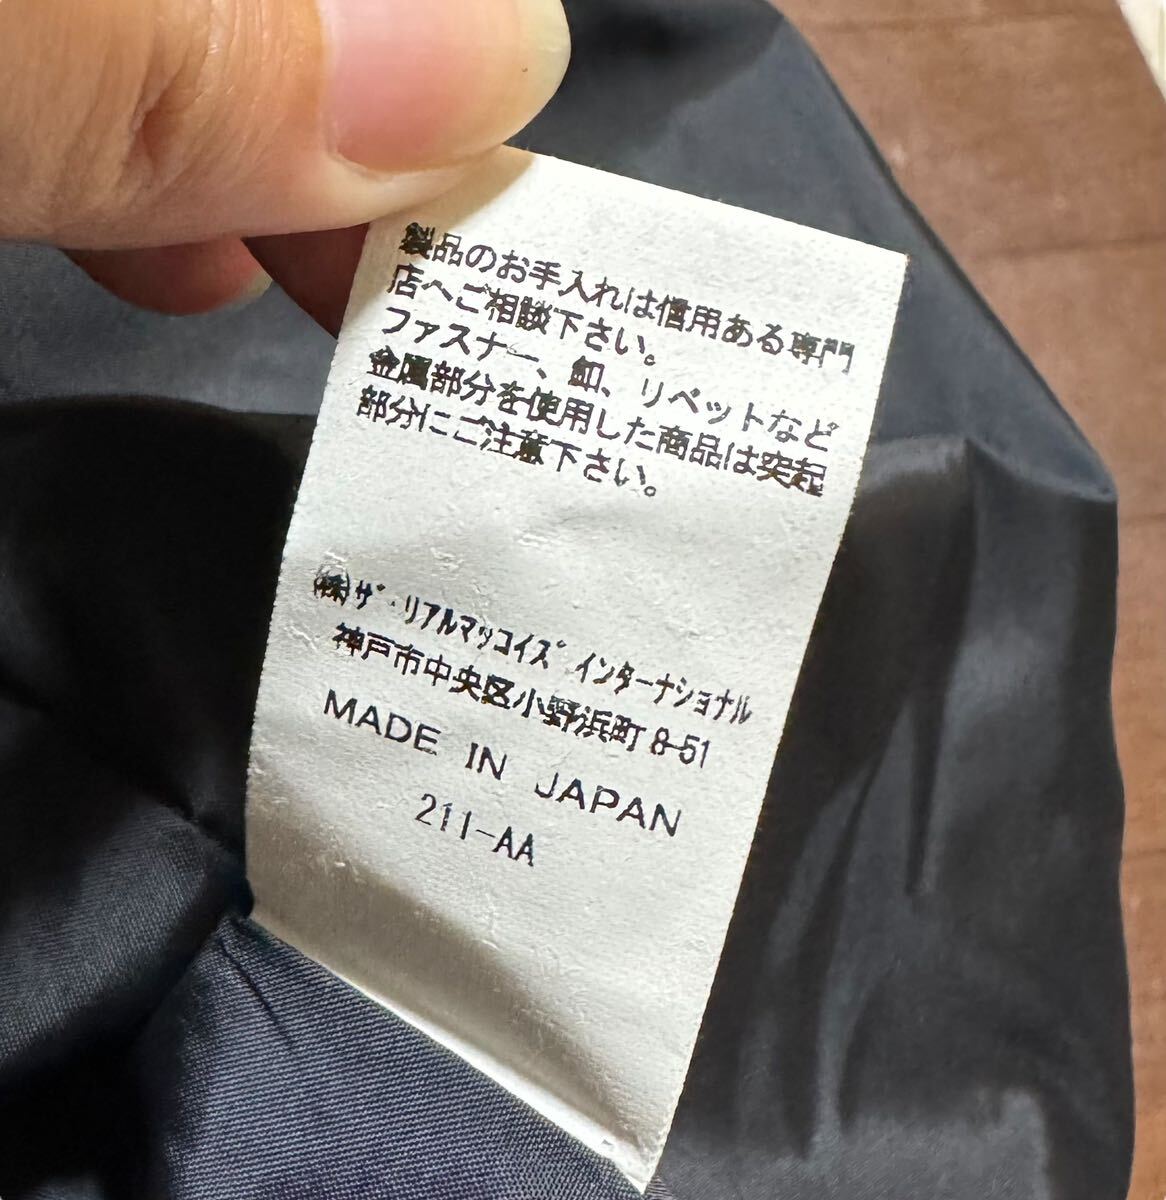 製品のお手入れは信用ある専門
店へご相談下さい。
ファスナー、釦、リベットなど
金属部分を使用した商品は突起
部分にご注意下さい。
㈱ザ・リアルマッコイズ インターナショナル
神戸市中央区小野浜町8-51
MADE IN JAPAN
211-AA